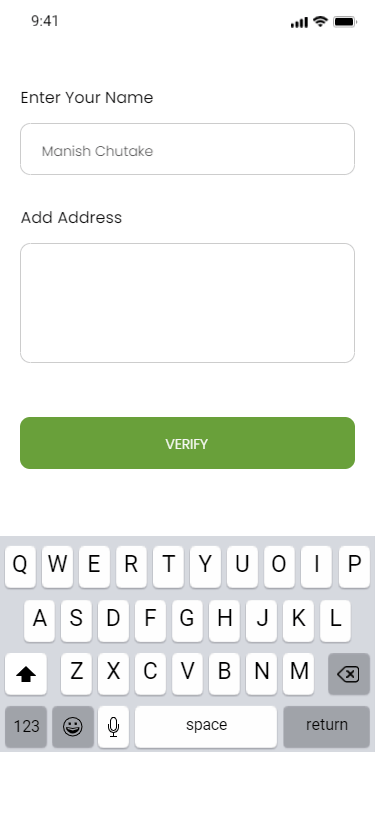 9:41
Enter Your Name
Manish Chutake
Add Address
VERIFY
Q W E R T Y U O I P
A S D F G H J K L
Z X C V B N M
123 space return